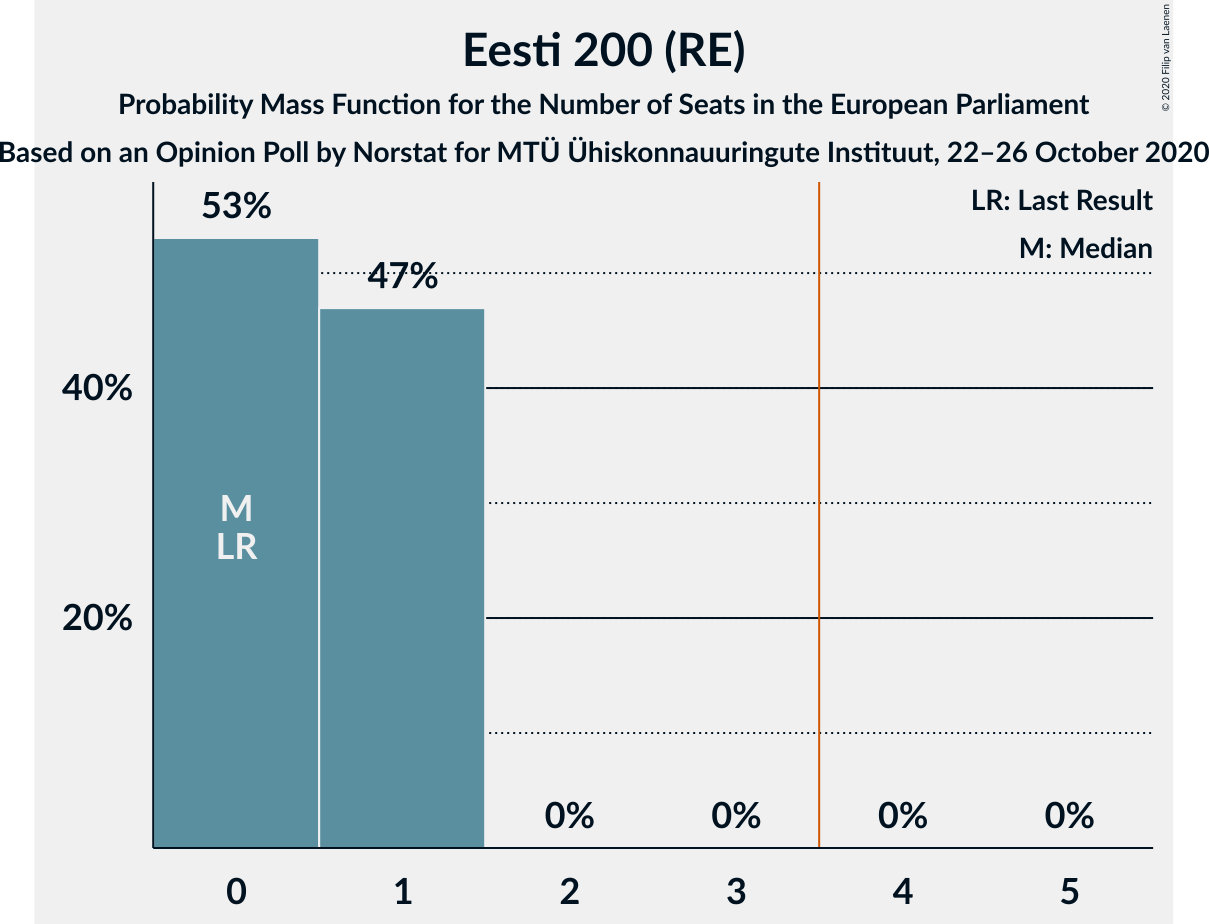 Eesti 200 (RE)
Probability Mass Function for the Number of Seats in the European Parliament
Based on an Opinion Poll by Norstat for MTÜ Ühiskonnauuringute Instituut, 22–26 October 2020
© 2020 Filip van Laenen
LR: Last Result
M: Median
53%
47%
40%
20%
M
LR
0% 0% 0% 0%
0 1 2 3 4 5